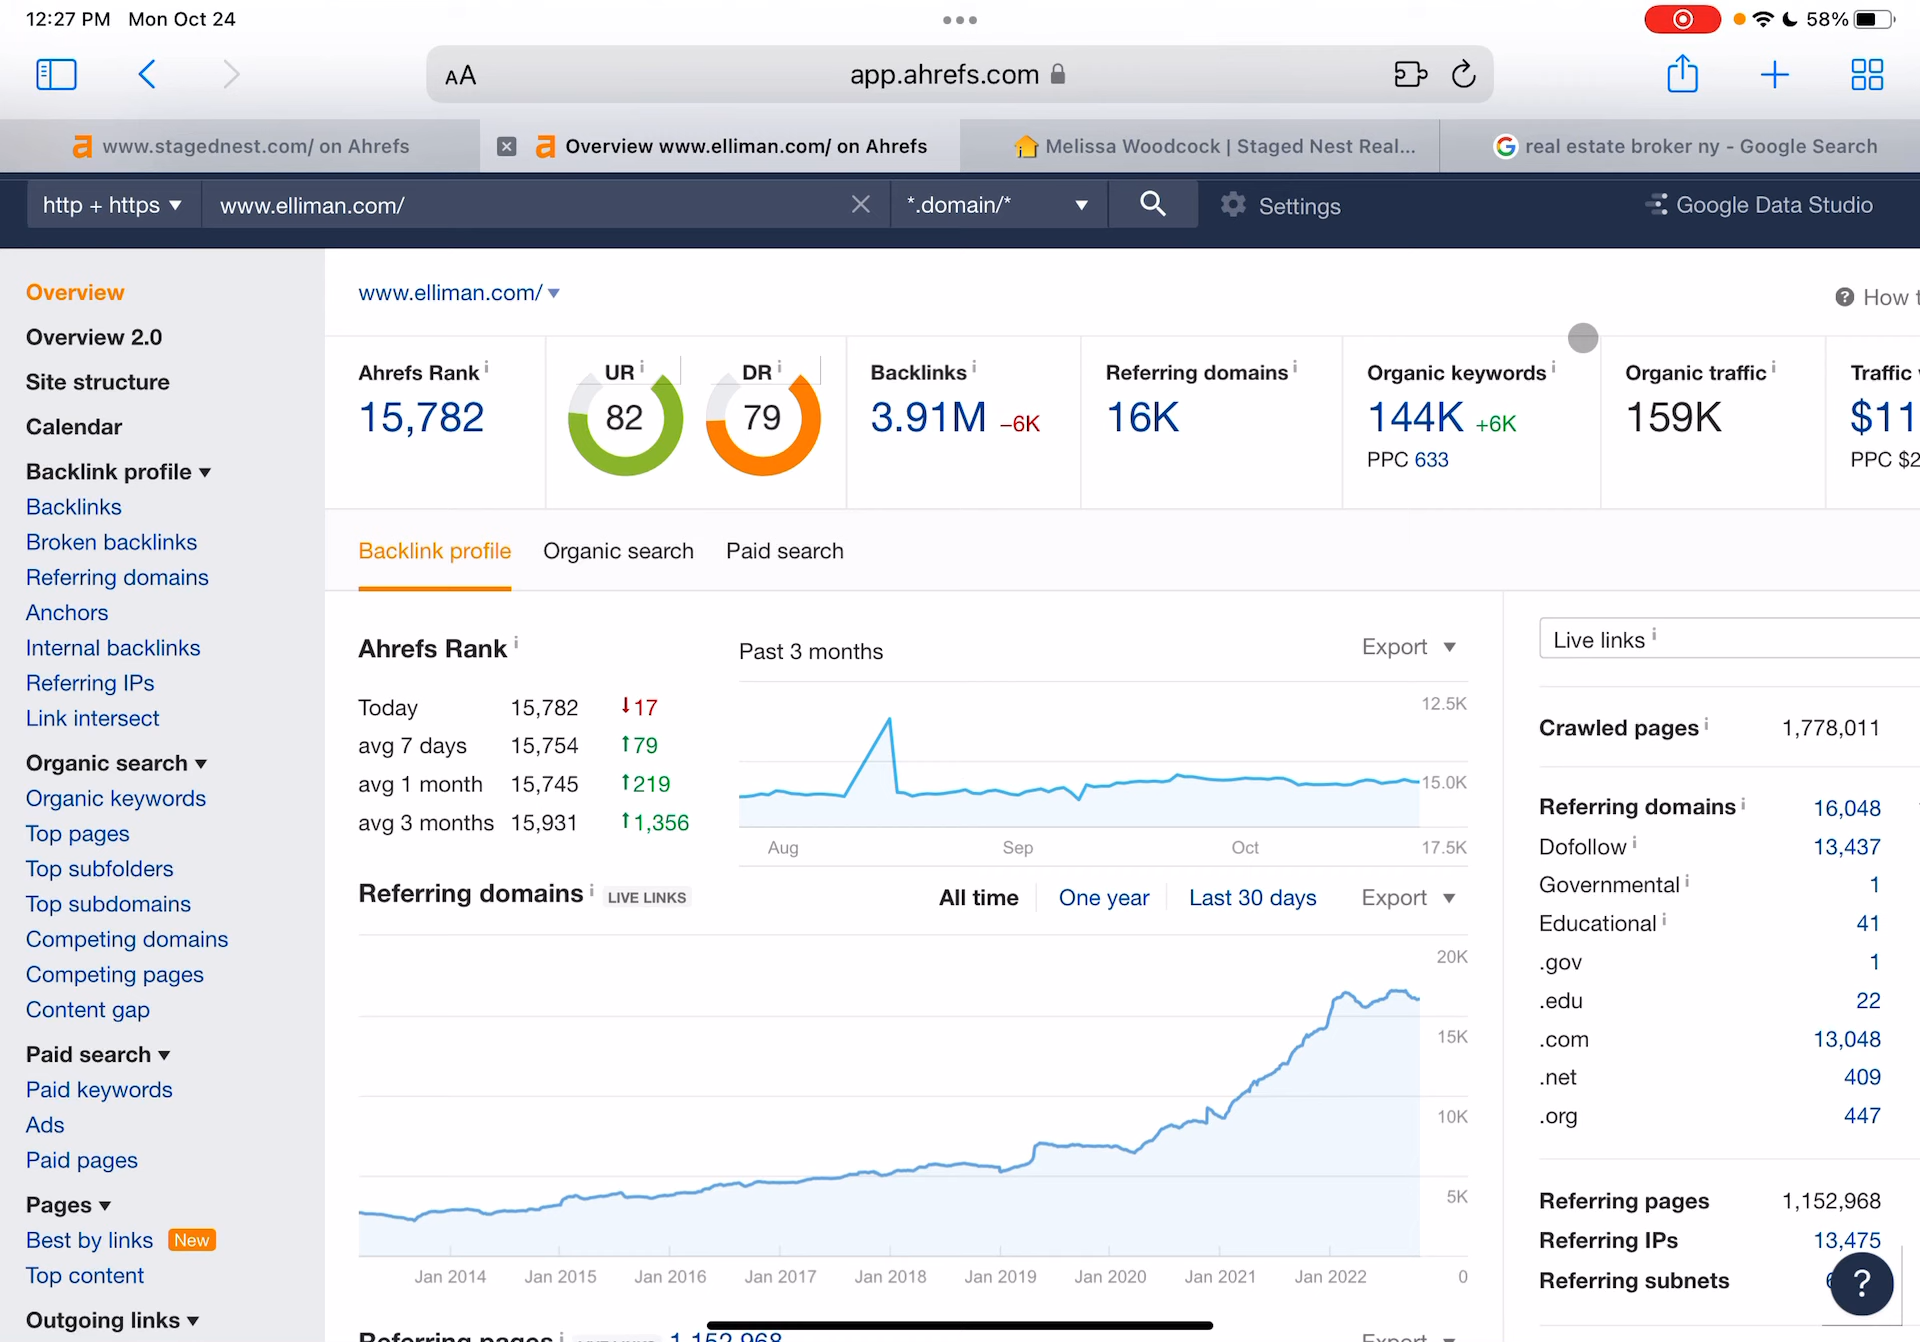 12:27 PM Mon Oct 24
58%
AA
app.ahrefs.com
www.stagednest.com/ on Ahrefs
Overview www.elliman.com/ on Ahrefs
Melissa Woodcock | Staged Nest Real...
real estate broker ny - Google Search
http + https
www.elliman.com/
*.domain/*
Settings
Google Data Studio
Overview
Overview 2.0
Site structure
Calendar
Backlink profile
Backlinks
Broken backlinks
Referring domains
Anchors
Internal backlinks
Referring IPs
Link intersect
Organic search
Organic keywords
Top pages
Top subfolders
Top subdomains
Competing domains
Competing pages
Content gap
Paid search
Paid keywords
Ads
Paid pages
Pages
Best by links New
Top content
Outgoing links
www.elliman.com/
How t
Ahrefs Rank i
15,782
UR i
82
DR i
79
Backlinks i
3.91M -6K
Referring domains i
16K
Organic keywords i
144K +6K
PPC 633
Organic traffic i
159K
Traffic
$11
PPC $2
Backlink profile Organic search Paid search
Ahrefs Rank i
Past 3 months
Export
Today 15,782 ↓17
avg 7 days 15,754 ↑79
avg 1 month 15,745 ↑219
avg 3 months 15,931 ↑1,356
12.5K
15.0K
17.5K
Aug Sep Oct
Referring domains i LIVE LINKS
All time One year Last 30 days Export
20K
15K
10K
5K
0
Jan 2014 Jan 2015 Jan 2016 Jan 2017 Jan 2018 Jan 2019 Jan 2020 Jan 2021 Jan 2022
Referring pages i 1,152,968
Export
Live links i
Crawled pages i 1,778,011
Referring domains i 16,048
Dofollow i 13,437
Governmental i 1
Educational i 41
.gov 1
.edu 22
.com 13,048
.net 409
.org 447
Referring pages 1,152,968
Referring IPs 13,475
Referring subnets
?